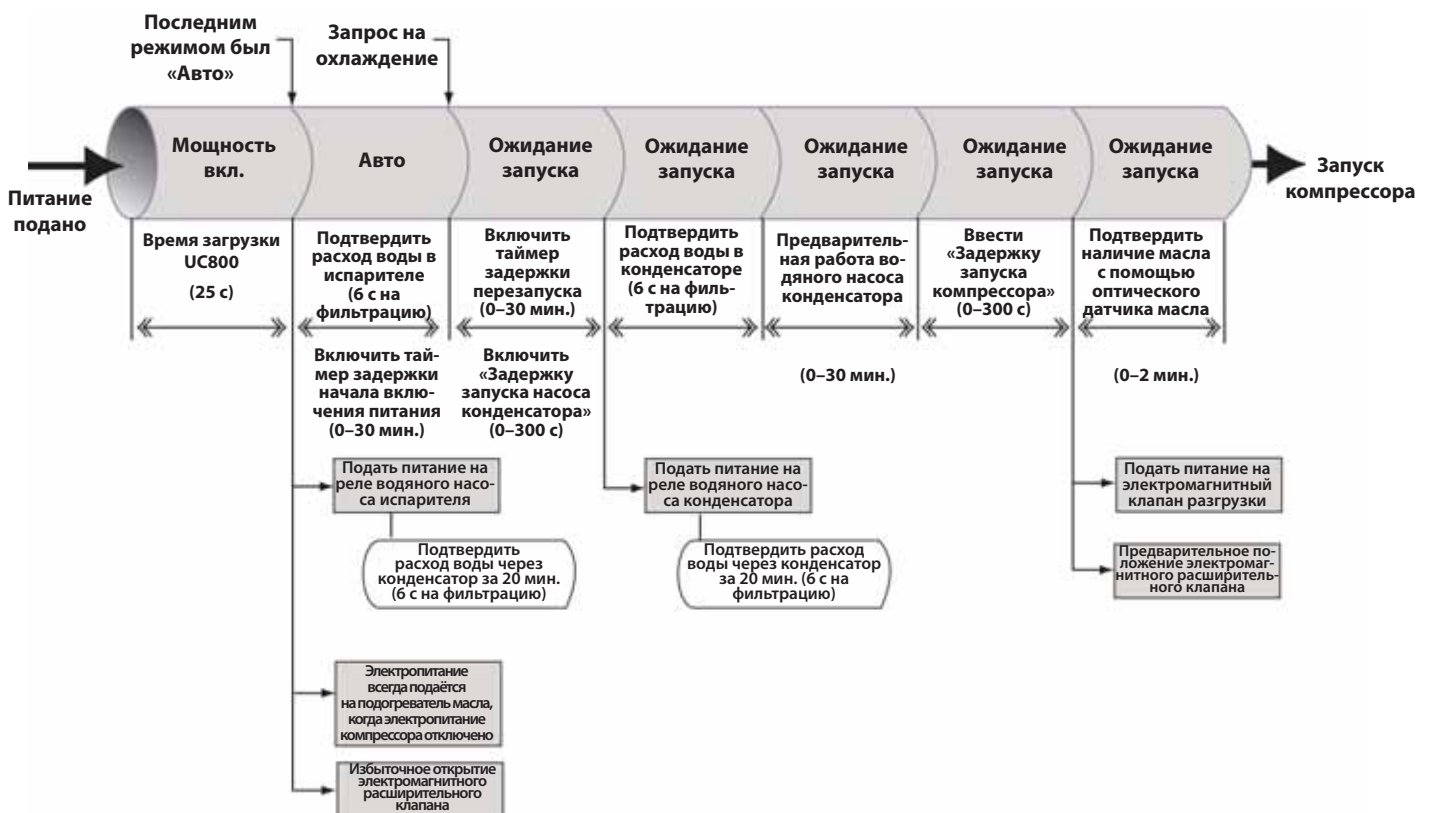 Последним
режимом был
«Авто»
Запрос на
охлаждение
Питание
подано
Мощность
вкл.
Авто
Ожидание
запуска
Ожидание
запуска
Ожидание
запуска
Ожидание
запуска
Ожидание
запуска
Запуск
компрессора
Время загрузки
UC800
(25 с)
Подтвердить
расход воды в
испарителе
(6 с на
фильтрацию)
Включить
таймер
задержки
перезапуска
(0–30 мин.)
Подтвердить
расход воды в
конденсаторе
(6 с на филь-
трацию)
Предваритель-
ная работа во-
дяного насоса
конденсатора
Ввести
«Задержку
запуска
компрессора»
(0–300 с)
Подтвердить
наличие масла
с помощью
оптического
датчика масла
Включить тай-
мер задержки
начала вклю-
чения питания
(0–30 мин.)
Включить
«Задержку
запуска насоса
конденсатора»
(0–300 с)
(0–30 мин.)
(0–2 мин.)
Подать питание на
реле водяного насо-
са испарителя
Подтвердить
расход воды через
конденсатор за 20 мин.
(6 с на фильтрацию)
Подать питание на
реле водяного насо-
са конденсатора
Подтвердить расход
воды через конденсатор
за 20 мин. (6 с на
фильтрацию)
Подать питание на
электромагнитный
клапан разгрузки
Предварительное по-
ложение электромаг-
нитного расширитель-
ного клапана
Электропитание
всегда подаётся
на подогреватель масла,
когда электропитание
компрессора отключено
Избыточное открытие
электромагнитного
расширительного
клапана